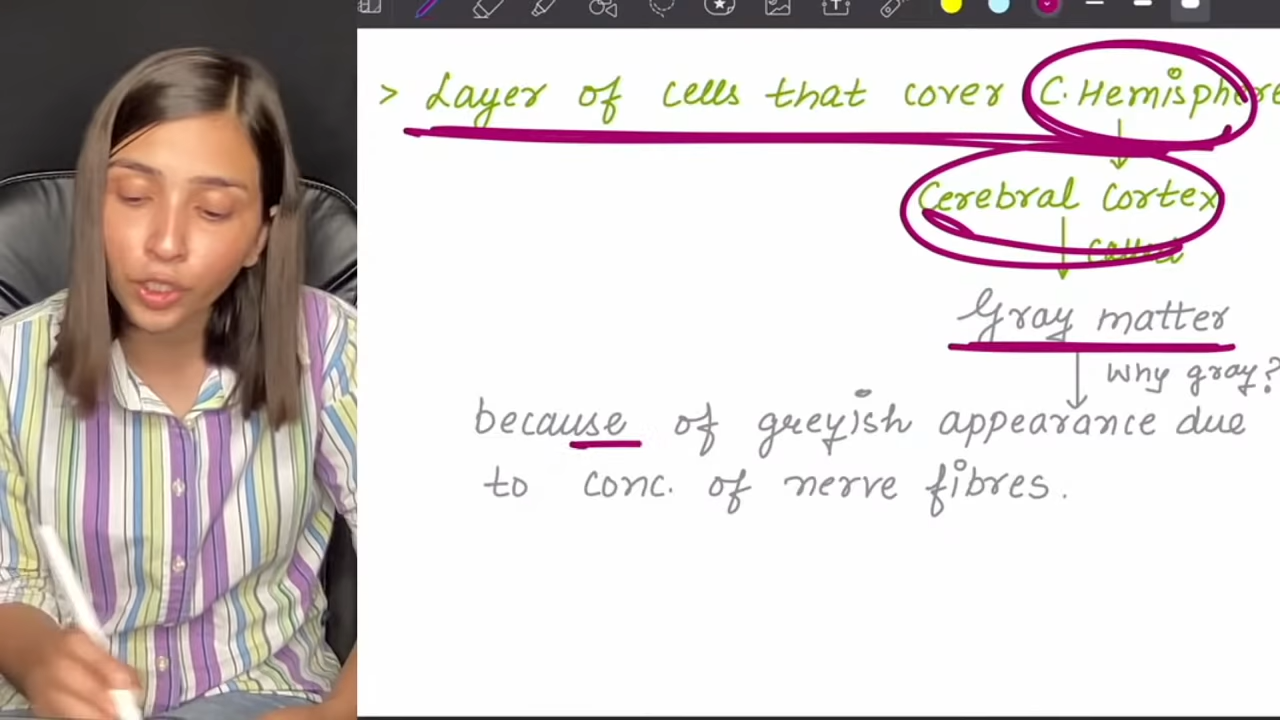 > Layer of cells that cover C. Hemisphere
Cerebral Cortex
called
Gray matter
Why gray?
because of greyish appearance due
to conc. of nerve fibres.